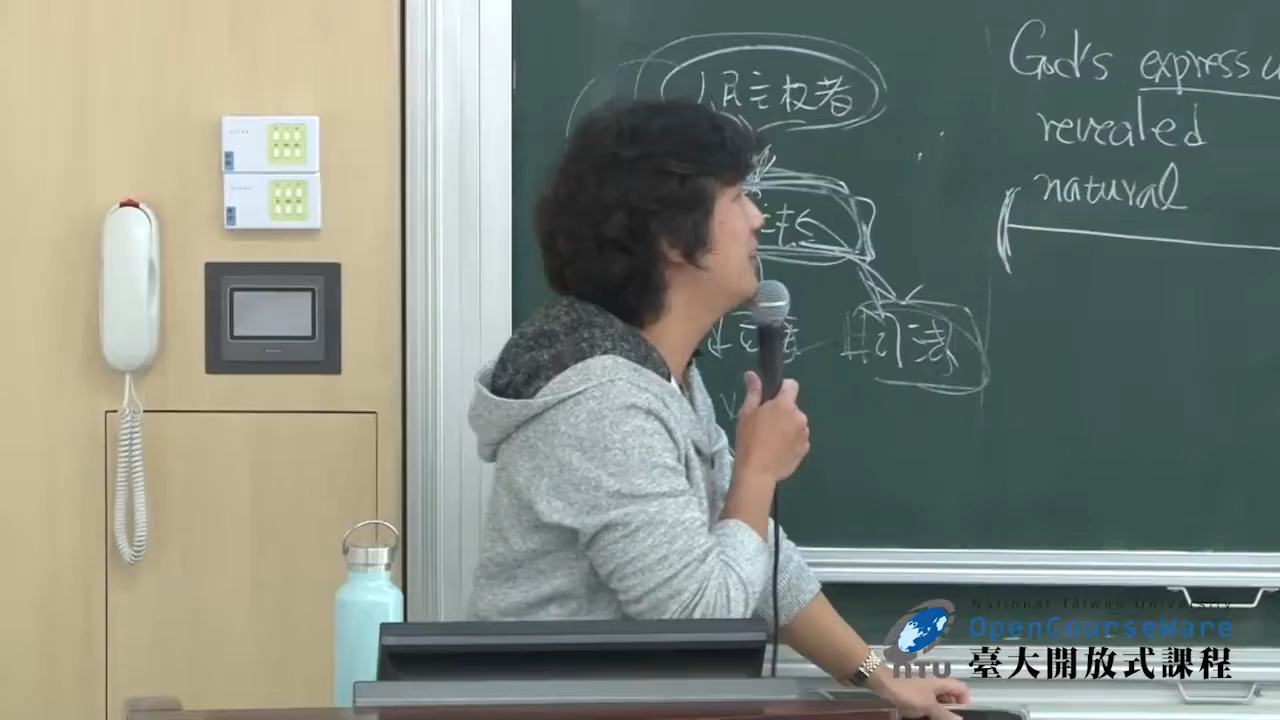 人民主权者
God's express
revealed
natural
司法
National Taiwan University
OpenCourseWare
NTU
臺大開放式課程